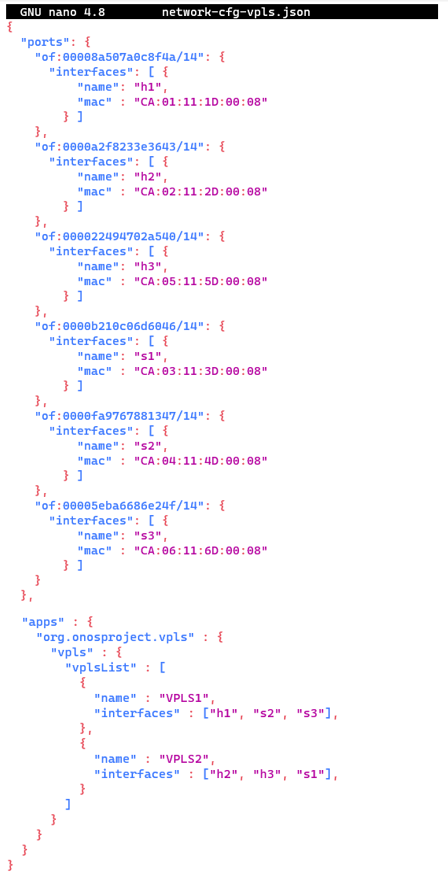 GNU nano 4.8        network-cfg-vpls.json
{
  "ports": {
    "of:00008a507a0c8f4a/14": {
      "interfaces": [ {
          "name": "h1",
          "mac" : "CA:01:11:1D:00:08"
        } ]
    },
    "of:0000a2f8233e3643/14": {
      "interfaces": [ {
          "name": "h2",
          "mac" : "CA:02:11:2D:00:08"
        } ]
    },
    "of:000022494702a540/14": {
      "interfaces": [ {
          "name": "h3",
          "mac" : "CA:05:11:5D:00:08"
        } ]
    },
    "of:0000b210c06d6046/14": {
      "interfaces": [ {
          "name": "s1",
          "mac" : "CA:03:11:3D:00:08"
        } ]
    },
    "of:0000fa9767881347/14": {
      "interfaces": [ {
          "name": "s2",
          "mac" : "CA:04:11:4D:00:08"
        } ]
    },
    "of:00005eba6686e24f/14": {
      "interfaces": [ {
          "name": "s3",
          "mac" : "CA:06:11:6D:00:08"
        } ]
    }
  },
  "apps" : {
    "org.onosproject.vpls" : {
      "vpls" : {
        "vplsList" : [
          {
            "name" : "VPLS1",
            "interfaces" : ["h1", "s2", "s3"],
          },
          {
            "name" : "VPLS2",
            "interfaces" : ["h2", "h3", "s1"],
          }
        ]
      }
    }
  }
}